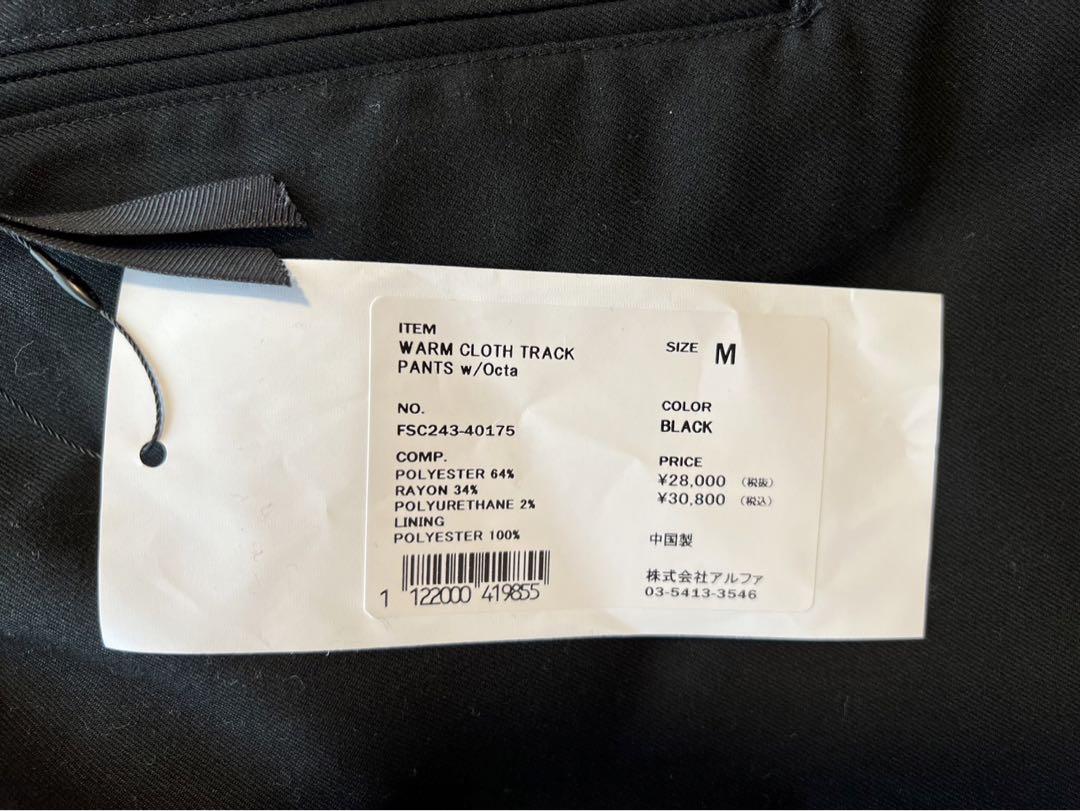 ITEM
WARM CLOTH TRACK
PANTS w/Octa
SIZE M
NO.
FSC243-40175
COLOR
BLACK
COMP.
POLYESTER 64%
RAYON 34%
POLYURETHANE 2%
LINING
POLYESTER 100%
PRICE
¥28,000 (税抜)
¥30,800 (税込)
中国製
株式会社アルファ
03-5413-3546
1 122000 419855